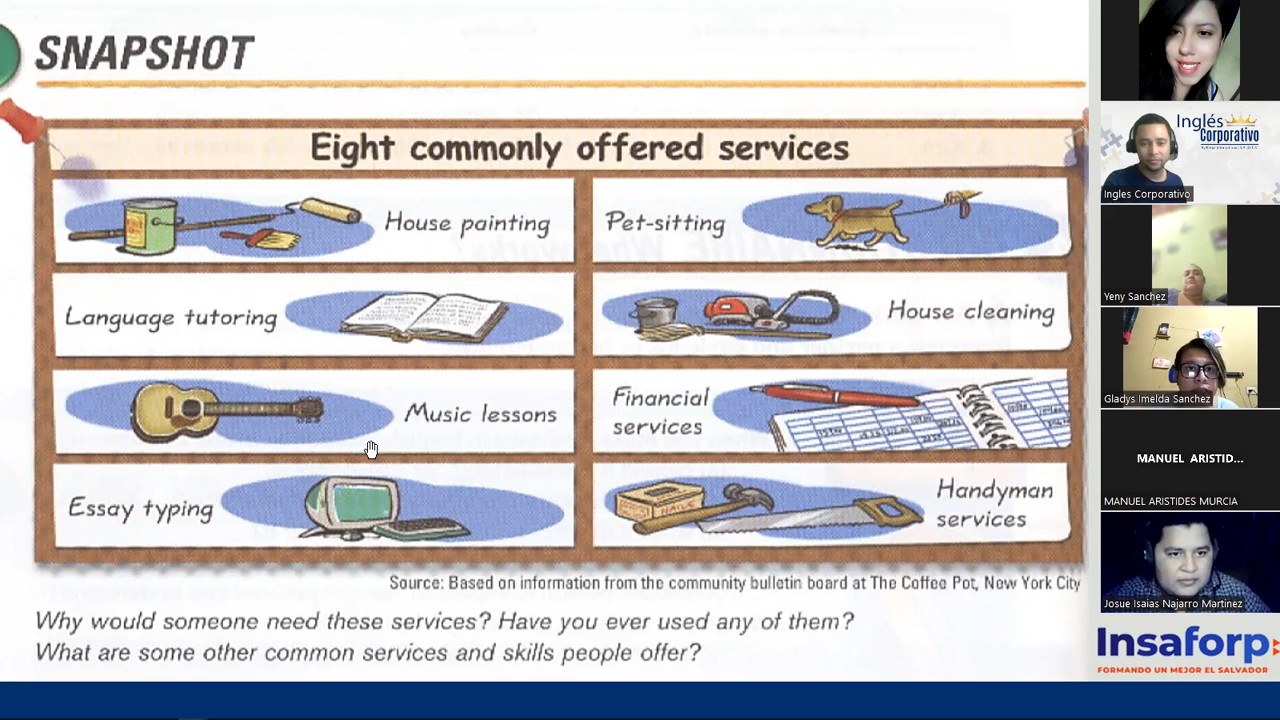 SNAPSHOT
Eight commonly offered services
House painting
Pet-sitting
Language tutoring
House cleaning
Music lessons
Financial
services
Essay typing
Handyman
services
Source: Based on information from the community bulletin board at The Coffee Pot, New York City
Why would someone need these services? Have you ever used any of them?
What are some other common services and skills people offer?
Inglés
Corporativo
Ingles Corporativo
Yeny Sanchez
Gladys Imelda Sanchez
MANUEL ARISTID...
MANUEL ARISTIDES MURCIA
Josue Isaias Najarro Martinez
Insaforp
FORMANDO UN MEJOR EL SALVADOR